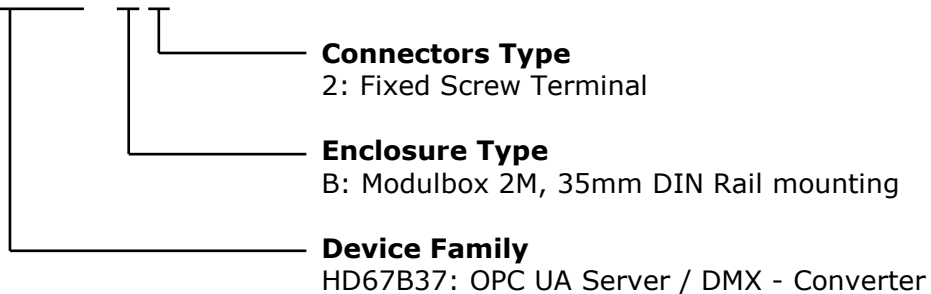 Connectors Type
2: Fixed Screw Terminal
Enclosure Type
B: Modulbox 2M, 35mm DIN Rail mounting
Device Family
HD67B37: OPC UA Server / DMX - Converter